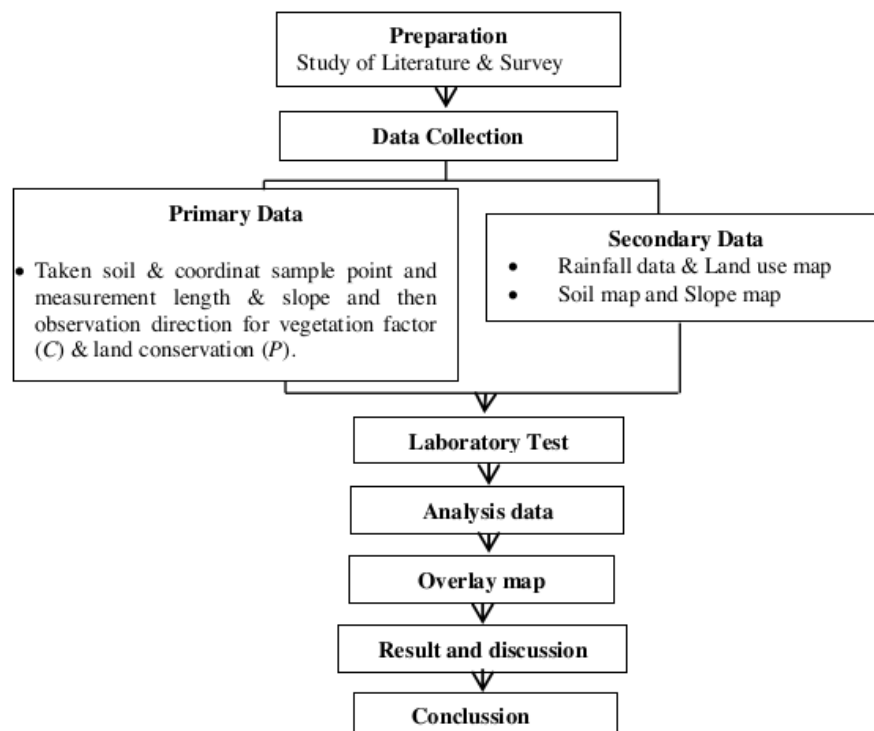 Preparation
Study of Literature & Survey
Data Collection
Primary Data
• Taken soil & coordinat sample point and
measurement length & slope and then
observation direction for vegetation factor
(C) & land conservation (P).
Secondary Data
• Rainfall data & Land use map
• Soil map and Slope map
Laboratory Test
Analysis data
Overlay map
Result and discussion
Conclussion